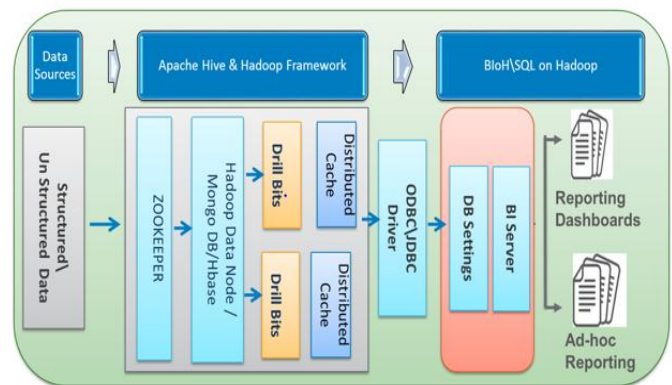 Data
Sources
Apache Hive & Hadoop Framework
BIoH\SQL on Hadoop
Structured\
Un Structured Data
ZOOKEEPER
Hadoop Data Node /
Mongo DB/Hbase
Drill Bits
Distributed
Cache
Drill Bits
Distributed
Cache
ODBC\JDBC
Driver
DB Settings
BI Server
Reporting
Dashboards
Ad-hoc
Reporting